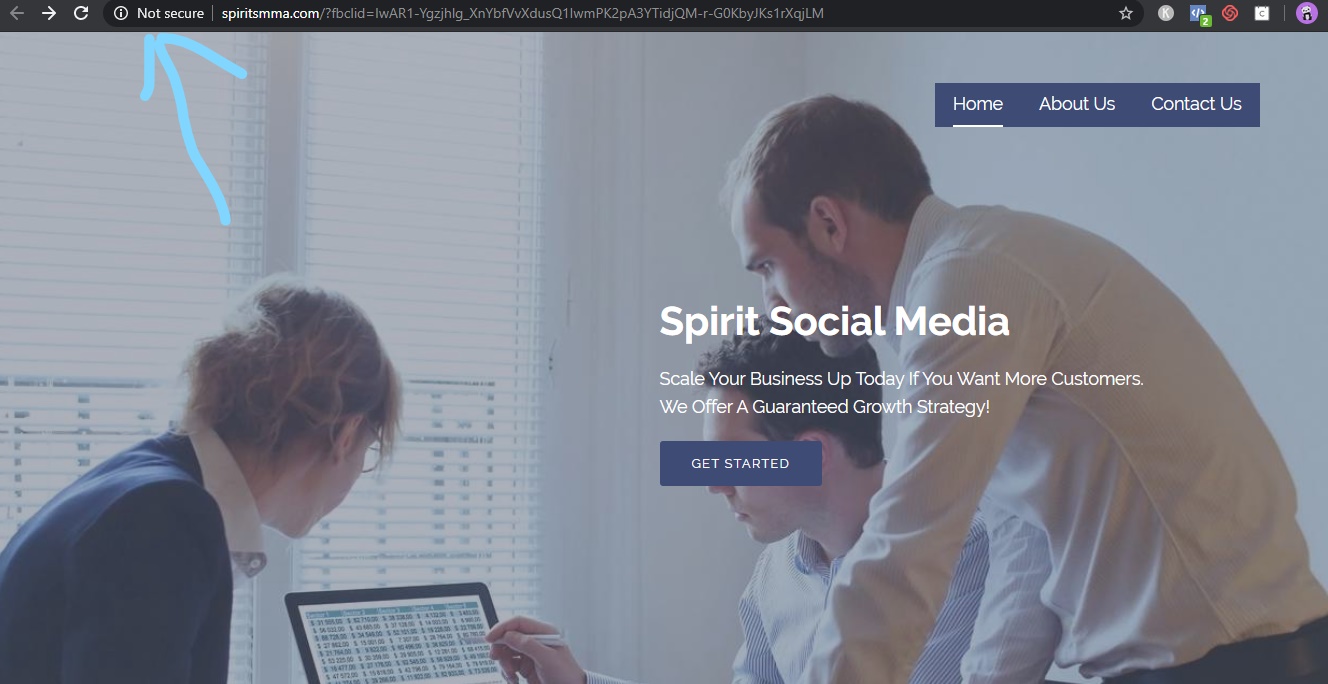 Not secure | spiritsmma.com/?fbclid=IwAR1-Ygzjhlg_XnYbfVvXdusQ1IwmPK2pA3YTidjQM-r-G0KbyJKs1rXqjLM
K
2
C
Home About Us Contact Us
Spirit Social Media
Scale Your Business Up Today If You Want More Customers.
We Offer A Guaranteed Growth Strategy!
GET STARTED